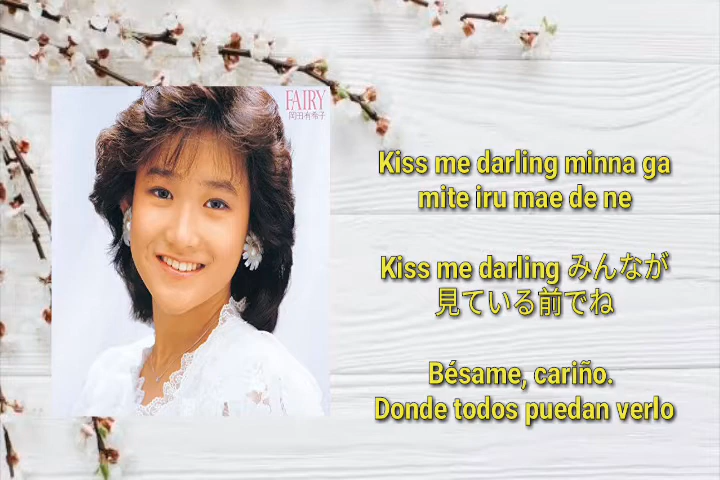 FAIRY
岡田有希子
Kiss me darling minna ga
mite iru mae de ne
Kiss me darling みんなが
見ている前でね
Bésame, cariño.
Donde todos puedan verlo